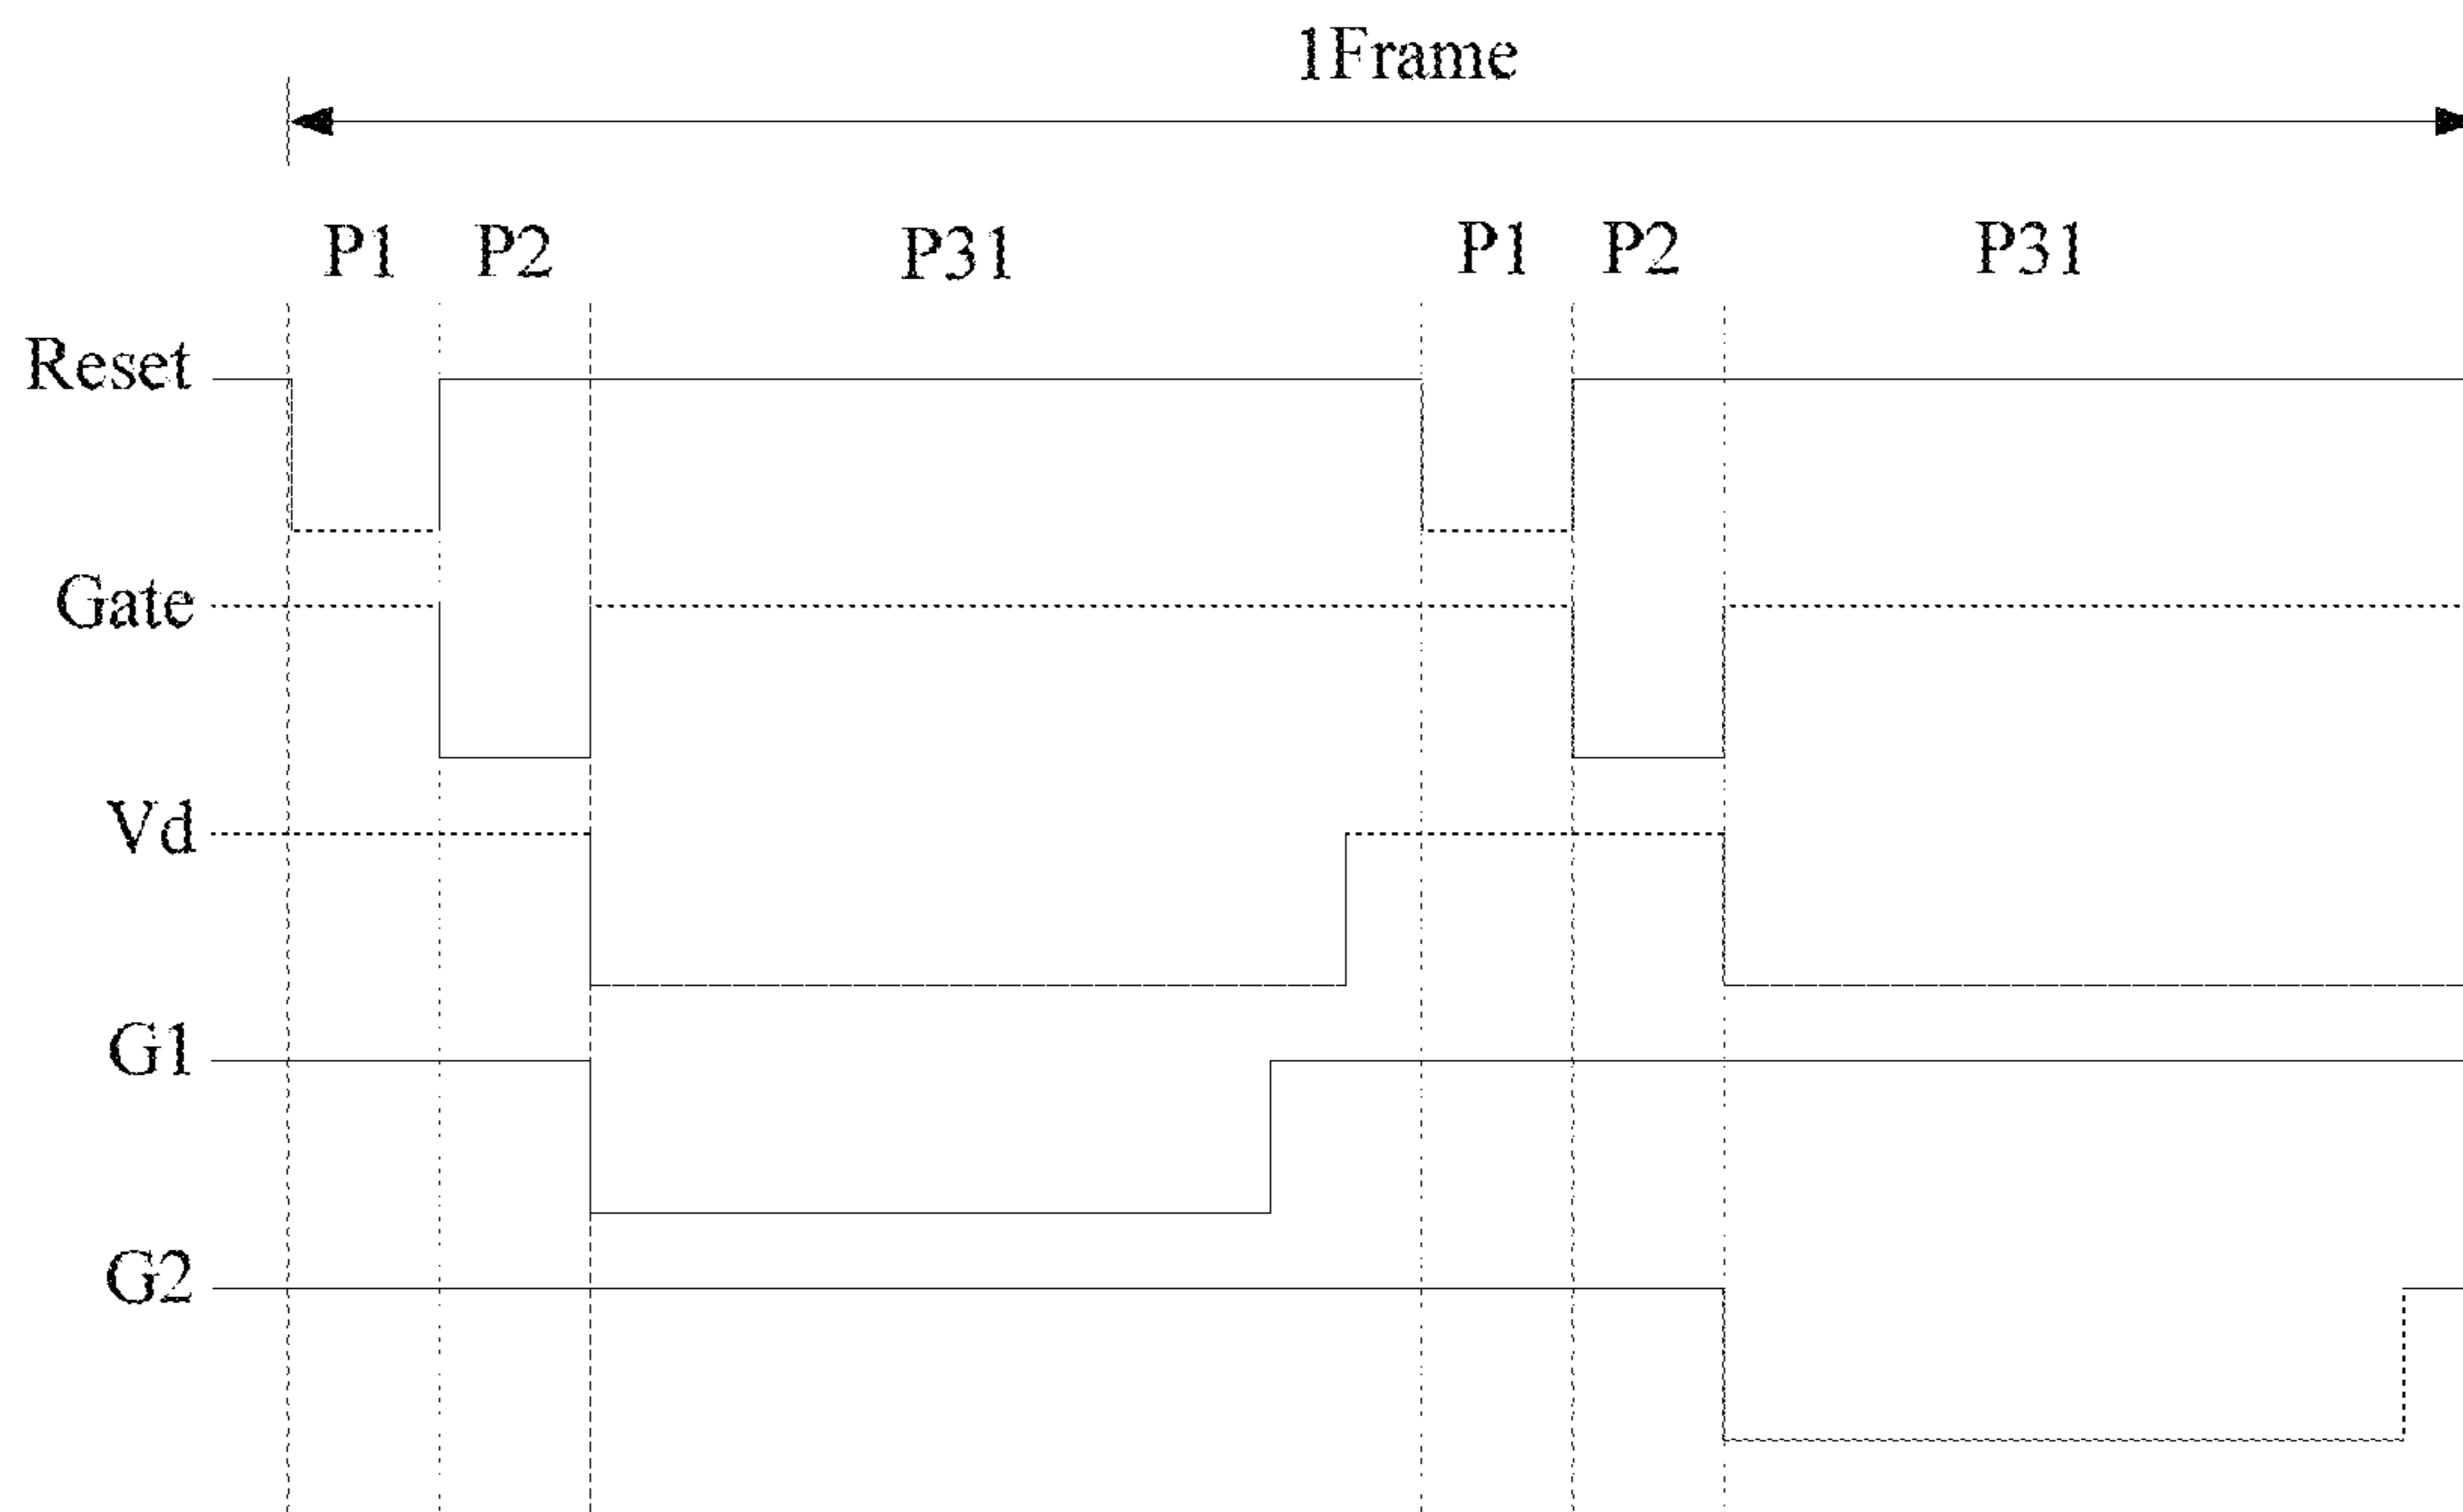 1Frame
P1 P2 P31 P1 P2 P31
Reset
Gate
Vd
G1
G2